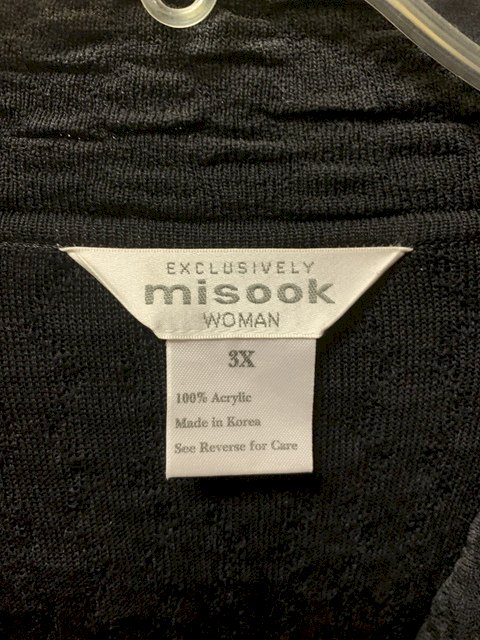 EXCLUSIVELY
misook
WOMAN
3X
100% Acrylic
Made in Korea
See Reverse for Care